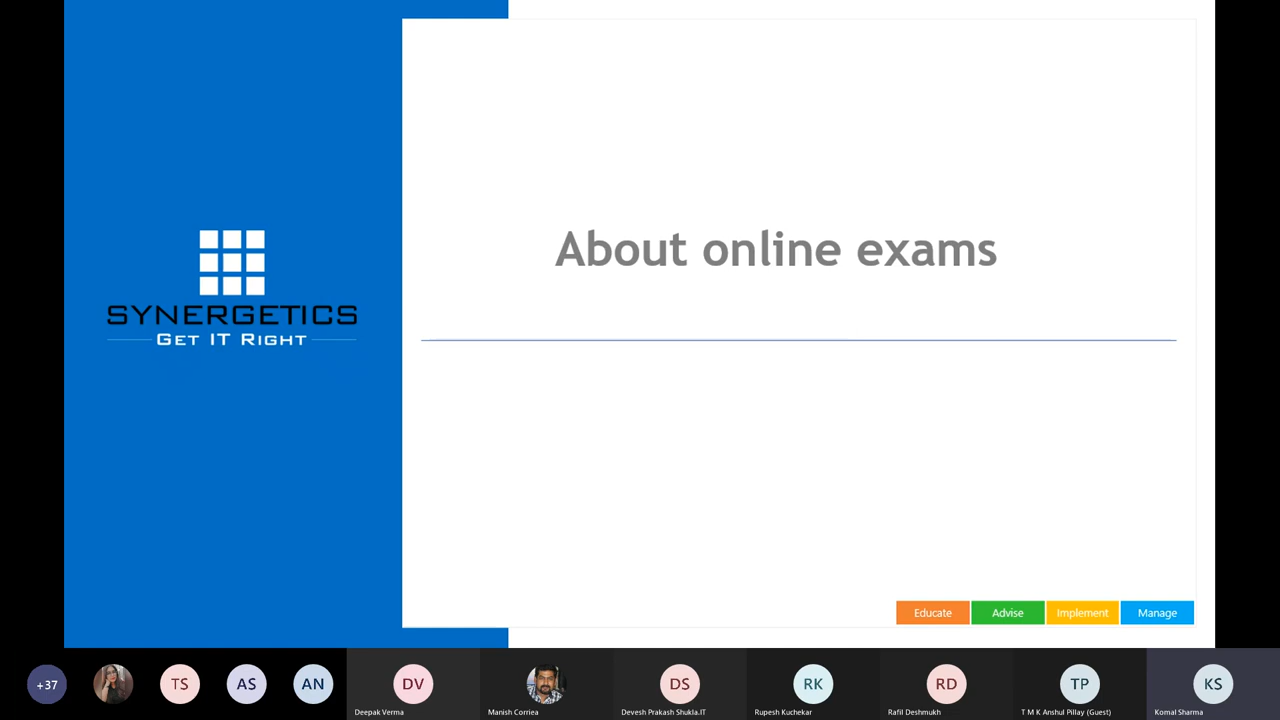 About online exams
SYNERGETICS
GET IT RIGHT
Educate Advise Implement Manage
+37 TS AS AN DV DS RK RD TP KS
Deepak Verma Manish Corriea Devesh Prakash Shukla.IT Rupesh Kuchekar Rafil Deshmukh T M K Anshul Pillay (Guest) Komal Sharma